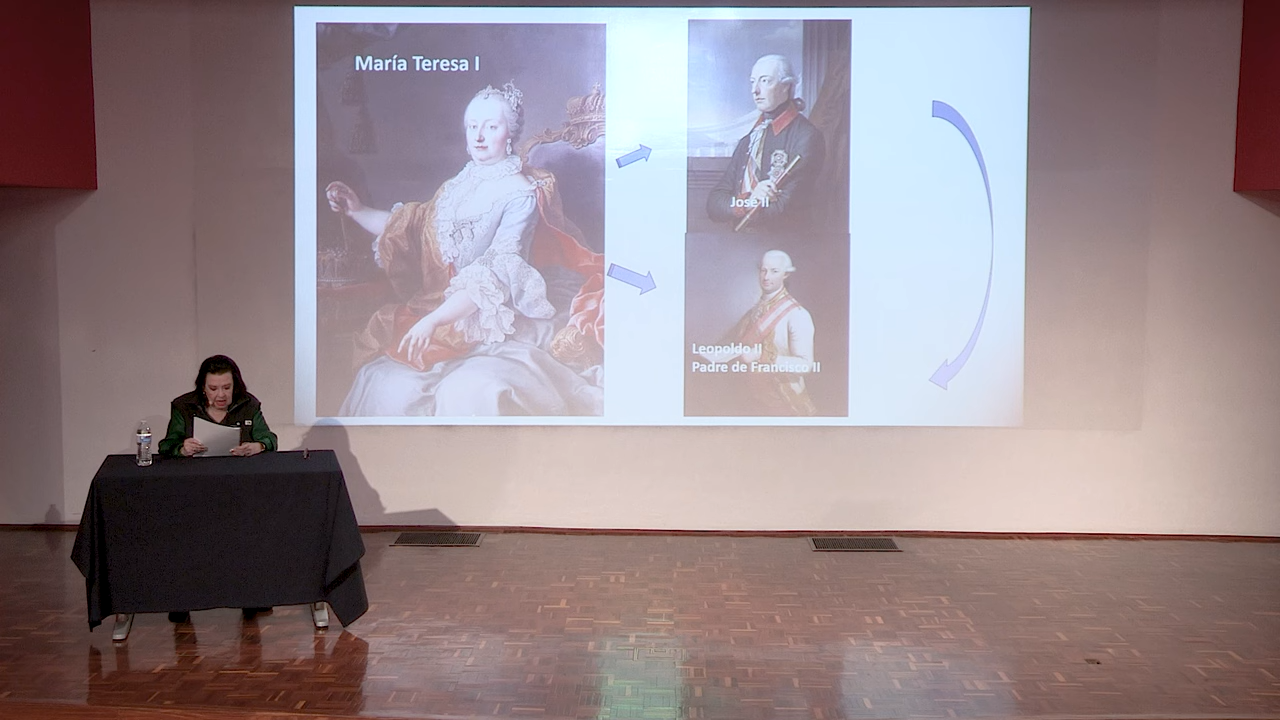 María Teresa I
José II
Leopoldo II
Padre de Francisco II